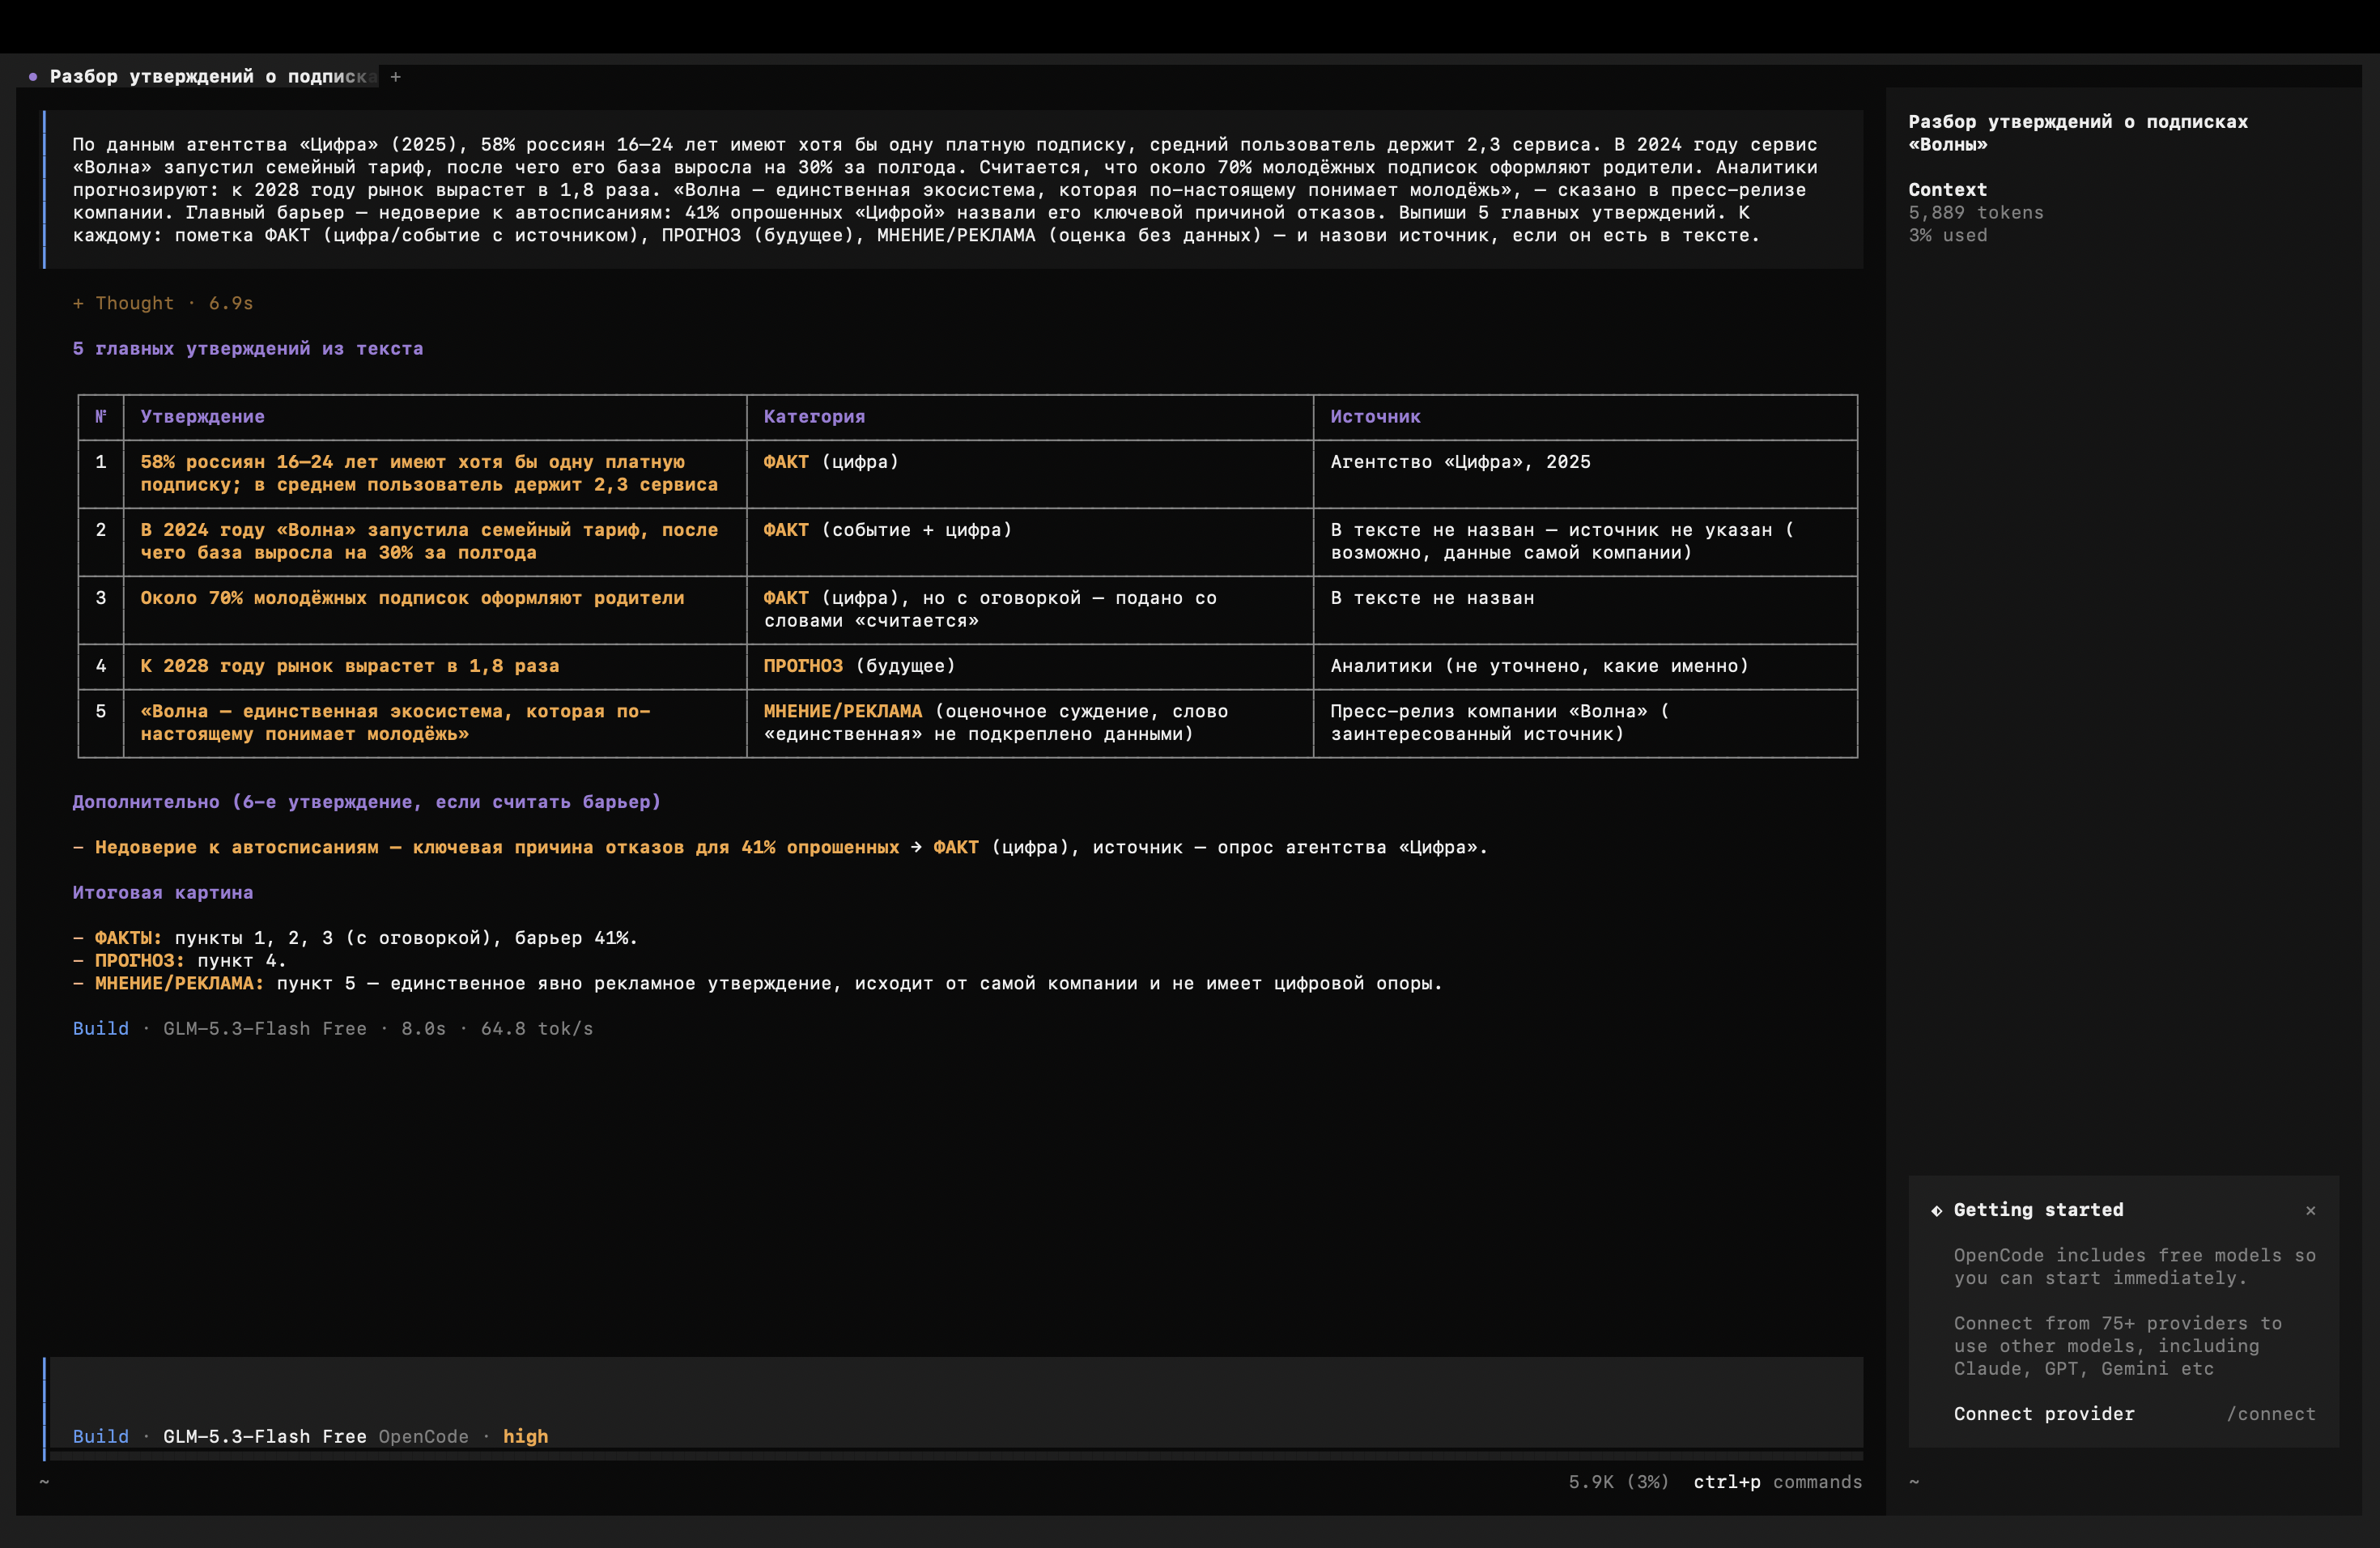 Разбор утверждений о подписка +
По данным агентства «Цифра» (2025), 58% россиян 16–24 лет имеют хотя бы одну платную подписку, средний пользователь держит 2,3 сервиса. В 2024 году сервис
«Волна» запустил семейный тариф, после чего его база выросла на 30% за полгода. Считается, что около 70% молодёжных подписок оформляют родители. Аналитики
прогнозируют: к 2028 году рынок вырастет в 1,8 раза. «Волна — единственная экосистема, которая по-настоящему понимает молодёжь», — сказано в пресс-релизе
компании. Главный барьер — недоверие к автосписаниям: 41% опрошенных «Цифрой» назвали его ключевой причиной отказов. Выпиши 5 главных утверждений. К
каждому: пометка ФАКТ (цифра/событие с источником), ПРОГНОЗ (будущее), МНЕНИЕ/РЕКЛАМА (оценка без данных) — и назови источник, если он есть в тексте.
+ Thought · 6.9s
5 главных утверждений из текста
№ Утверждение Категория Источник
1 58% россиян 16–24 лет имеют хотя бы одну платную ФАКТ (цифра) Агентство «Цифра», 2025
подписку; в среднем пользователь держит 2,3 сервиса
2 В 2024 году «Волна» запустила семейный тариф, после ФАКТ (событие + цифра) В тексте не назван — источник не указан (
чего база выросла на 30% за полгода возможно, данные самой компании)
3 Около 70% молодёжных подписок оформляют родители ФАКТ (цифра), но с оговоркой — подано со В тексте не назван
словами «считается»
4 К 2028 году рынок вырастет в 1,8 раза ПРОГНОЗ (будущее) Аналитики (не уточнено, какие именно)
5 «Волна — единственная экосистема, которая по- МНЕНИЕ/РЕКЛАМА (оценочное суждение, слово Пресс-релиз компании «Волна» (
настоящему понимает молодёжь» «единственная» не подкреплено данными) заинтересованный источник)
Дополнительно (6-е утверждение, если считать барьер)
- Недоверие к автосписаниям — ключевая причина отказов для 41% опрошенных → ФАКТ (цифра), источник — опрос агентства «Цифра».
Итоговая картина
- ФАКТЫ: пункты 1, 2, 3 (с оговоркой), барьер 41%.
- ПРОГНОЗ: пункт 4.
- МНЕНИЕ/РЕКЛАМА: пункт 5 — единственное явно рекламное утверждение, исходит от самой компании и не имеет цифровой опоры.
Build · GLM-5.3-Flash Free · 8.0s · 64.8 tok/s
Build · GLM-5.3-Flash Free OpenCode · high
~ 5.9K (3%) ctrl+p commands
Разбор утверждений о подписках
«Волны»
Context
5,889 tokens
3% used
Getting started ×
OpenCode includes free models so
you can start immediately.
Connect from 75+ providers to
use other models, including
Claude, GPT, Gemini etc
Connect provider /connect
~